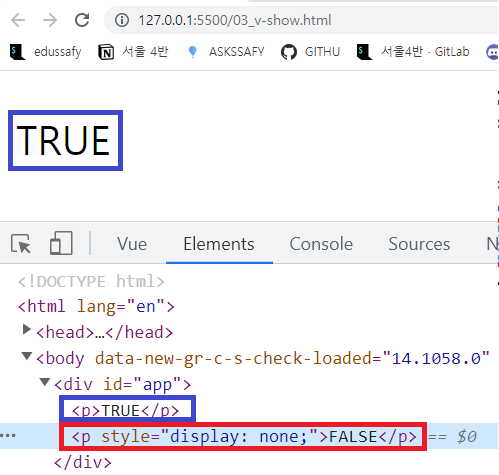 127.0.0.1:5500/03_v-show.html
edussafy 서울 4반 ASKSSAFY GITHU 서울4반 · GitLab
TRUE
Vue Elements Console Sources N
<!DOCTYPE html>
<html lang="en">
<head>…</head>
<body data-new-gr-c-s-check-loaded="14.1058.0"
<div id="app">
<p>TRUE</p>
<p style="display: none;">FALSE</p> == $0
</div>